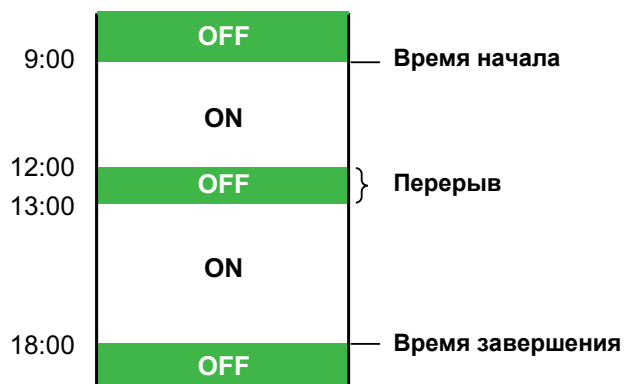 OFF
9:00 Время начала
ON
12:00
OFF Перерыв
13:00
ON
18:00 Время завершения
OFF